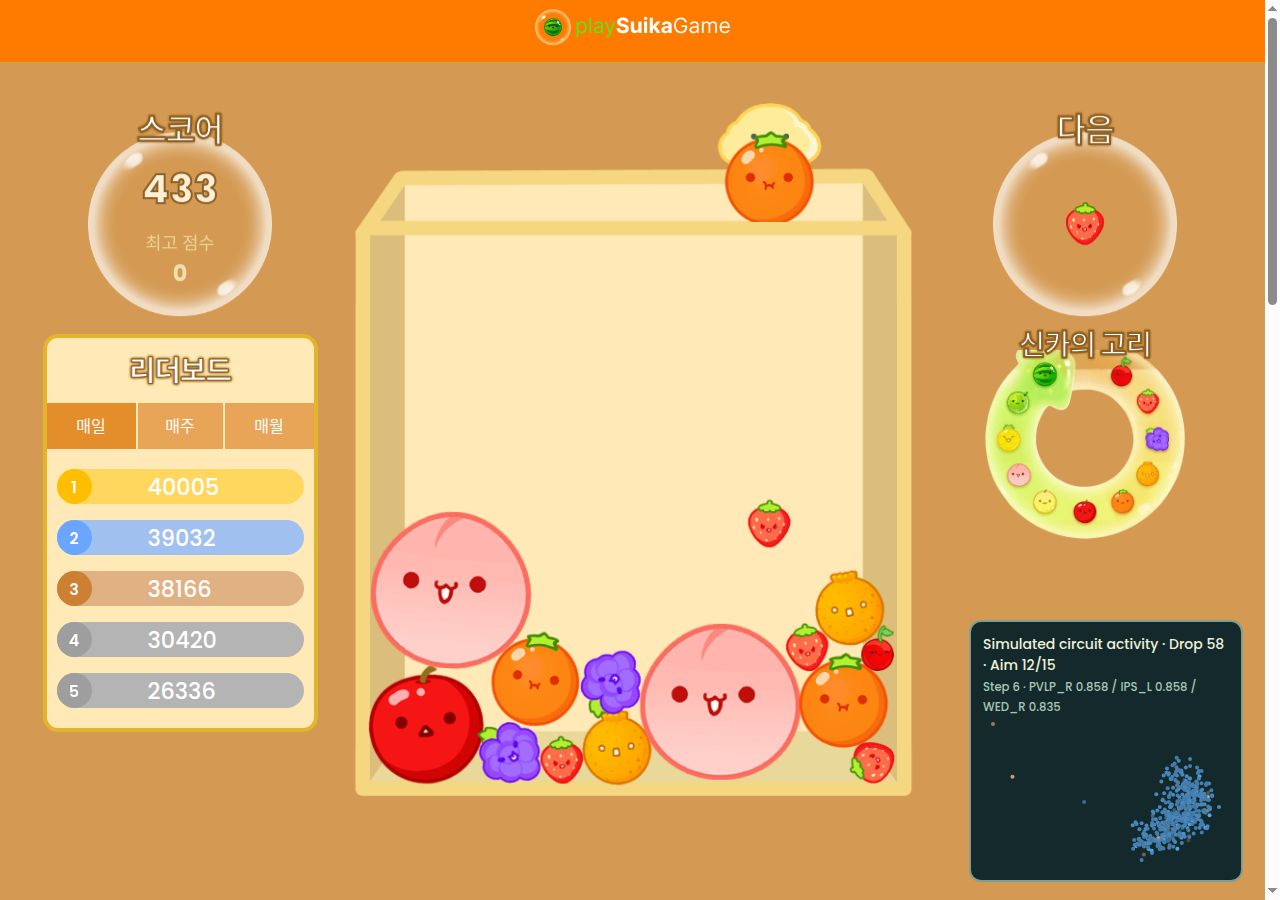 playSuikaGame
스코어
433
최고 점수
0
다음
신카의 고리
리더보드
매일 매주 매월
1 40005
2 39032
3 38166
4 30420
5 26336
Simulated circuit activity · Drop 58
· Aim 12/15
Step 6 · PVLP_R 0.858 / IPS_L 0.858 /
WED_R 0.835